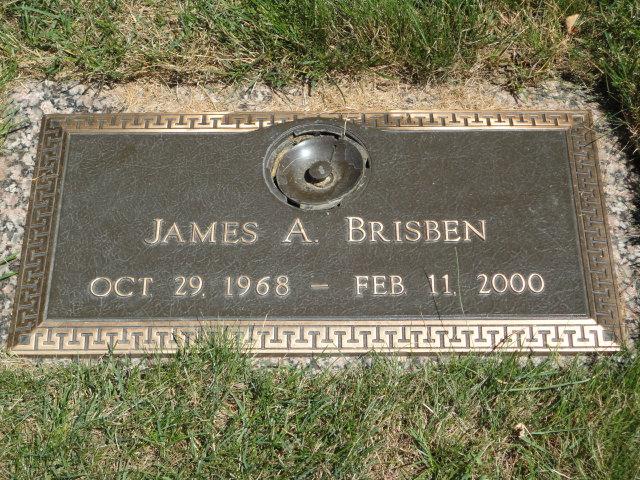 JAMES A. BRISBEN
OCT 29, 1968 – FEB 11, 2000